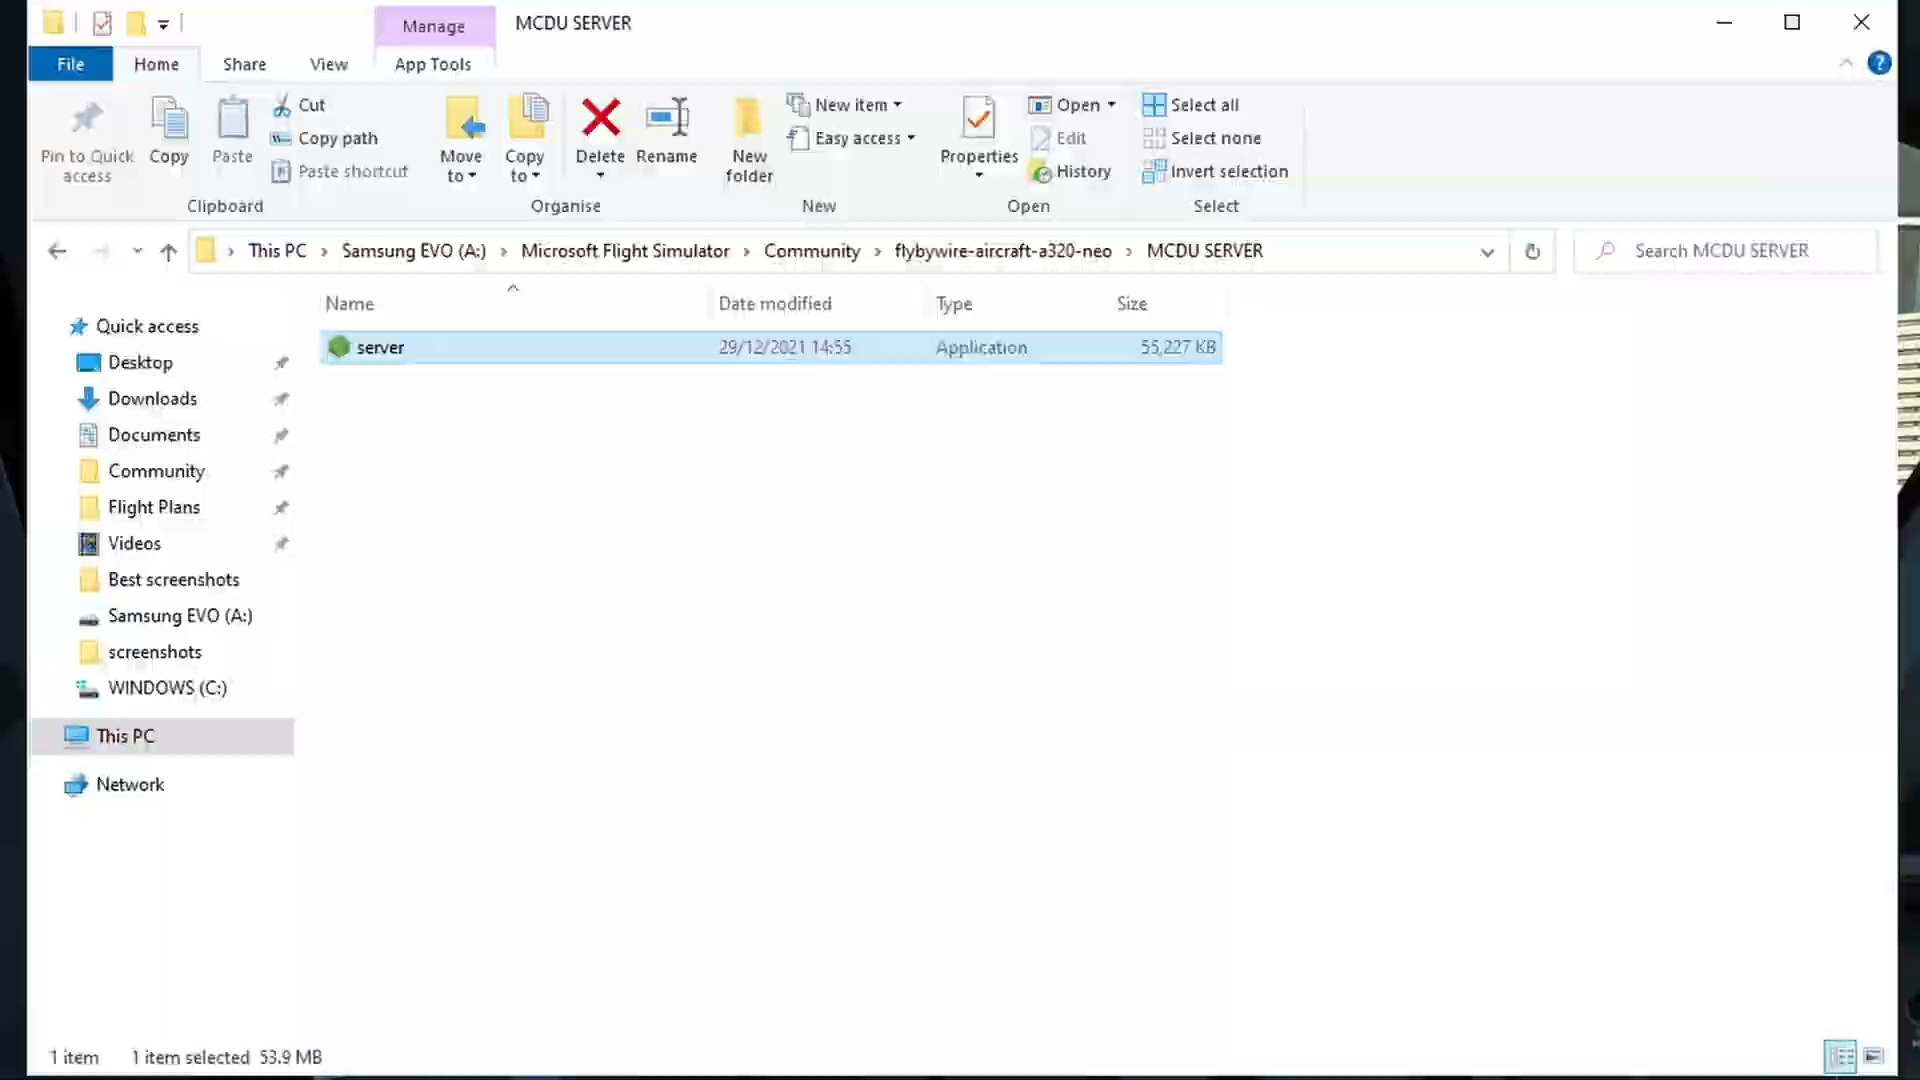 Manage
MCDU SERVER
File
Home
Share
View
App Tools
Pin to Quick access
Copy
Paste
Cut
Copy path
Paste shortcut
Clipboard
Move to
Copy to
Delete
Rename
Organise
New folder
New item
Easy access
New
Properties
Open
Edit
History
Open
Select all
Select none
Invert selection
Select
This PC
Samsung EVO (A:)
Microsoft Flight Simulator
Community
flybywire-aircraft-a320-neo
MCDU SERVER
Search MCDU SERVER
Name
Date modified
Type
Size
server
29/12/2021 14:55
Application
55,227 KB
Quick access
Desktop
Downloads
Documents
Community
Flight Plans
Videos
Best screenshots
Samsung EVO (A:)
screenshots
WINDOWS (C:)
This PC
Network
1 item
1 item selected 53.9 MB